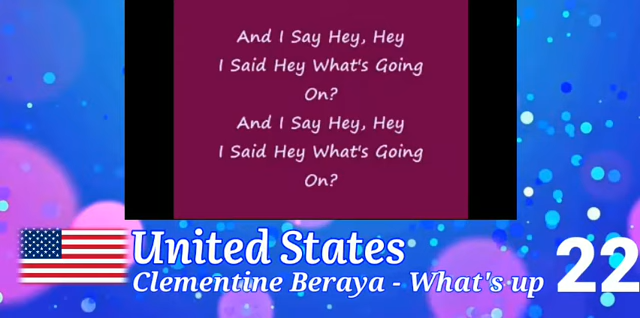 And I Say Hey, Hey
I Said Hey What's Going
On?
And I Say Hey, Hey
I Said Hey What's Going
On?
United States
Clementine Beraya - What's up
22